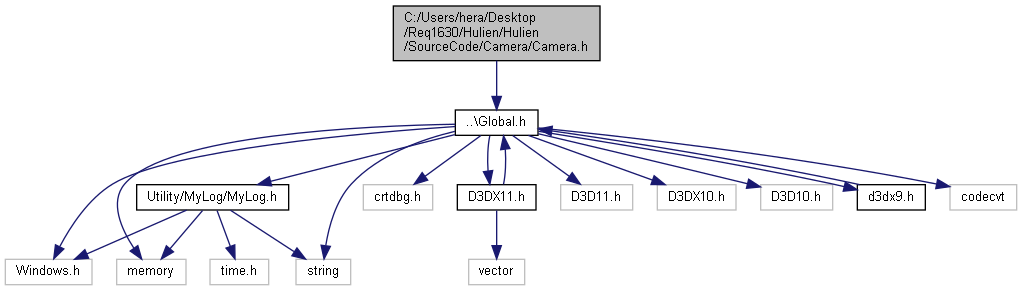 C:/Users/hera/Desktop
/Req1630/Hulien/Hulien
/SourceCode/Camera/Camera.h
..\Global.h
Utility/MyLog/MyLog.h
crtdbg.h
D3DX11.h
D3D11.h
D3DX10.h
D3D10.h
d3dx9.h
codecvt
Windows.h
memory
time.h
string
vector